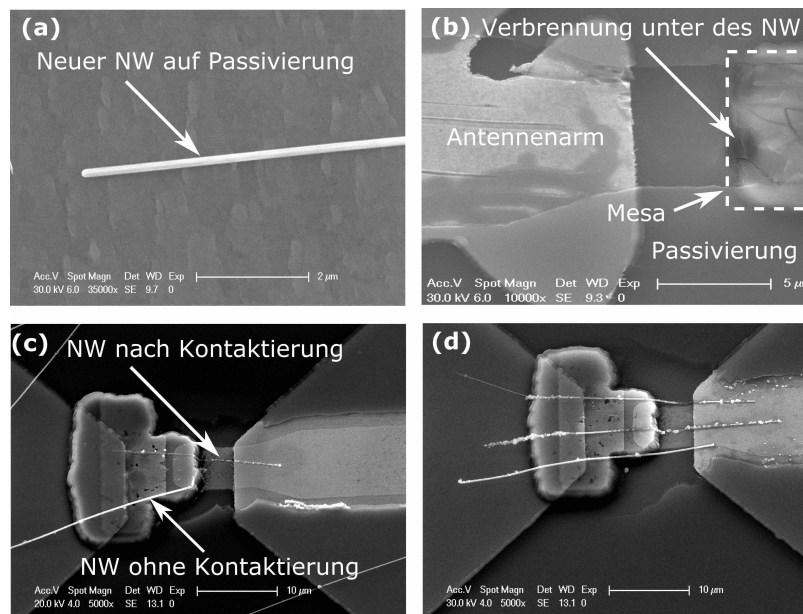 (a)
Neuer NW auf Passivierung
Acc.V Spot Magn Det WD Exp
30.0 kV 6.0 35000x SE 9.7 0
2 μm
(b)
Verbrennung unter des NW
Antennenarm
Mesa
Passivierung
Acc.V Spot Magn Det WD Exp
30.0 kV 6.0 10000x SE 9.3 0
5 μ
(c)
NW nach Kontaktierung
NW ohne Kontaktierung
Acc.V Spot Magn Det WD Exp
20.0 kV 4.0 5000x SE 13.1 0
10 μm
(d)
Acc.V Spot Magn Det WD Exp
30.0 kV 4.0 5000x SE 13.1 0
10 μm